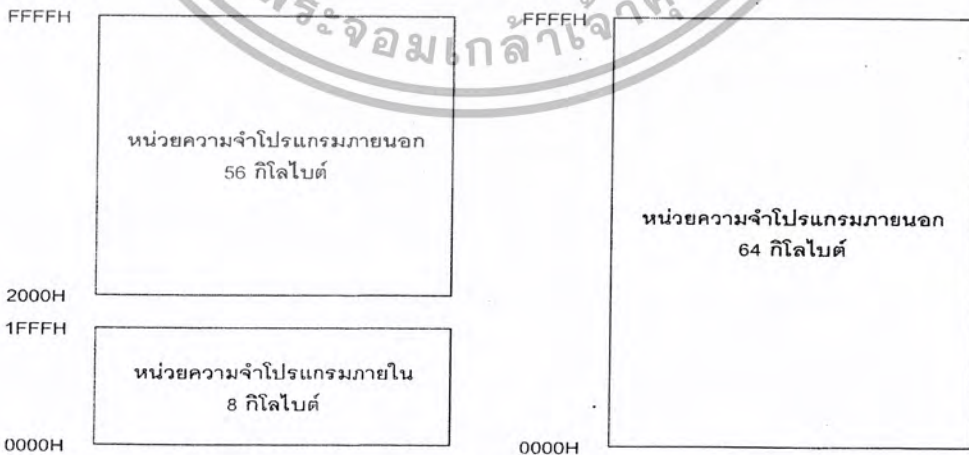 FFFFH
หน่วยความจำโปรแกรมภายนอก
56 กิโลไบต์
2000H
1FFFH
หน่วยความจำโปรแกรมภายใน
8 กิโลไบต์
0000H
FFFFH
หน่วยความจำโปรแกรมภายนอก
64 กิโลไบต์
0000H